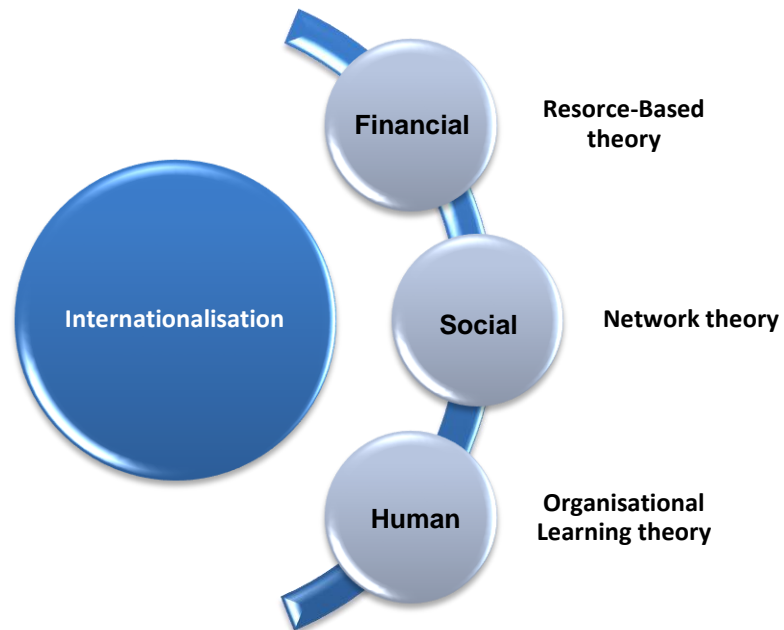 Financial
Resorce-Based
theory
Internationalisation
Social
Network theory
Human
Organisational
Learning theory